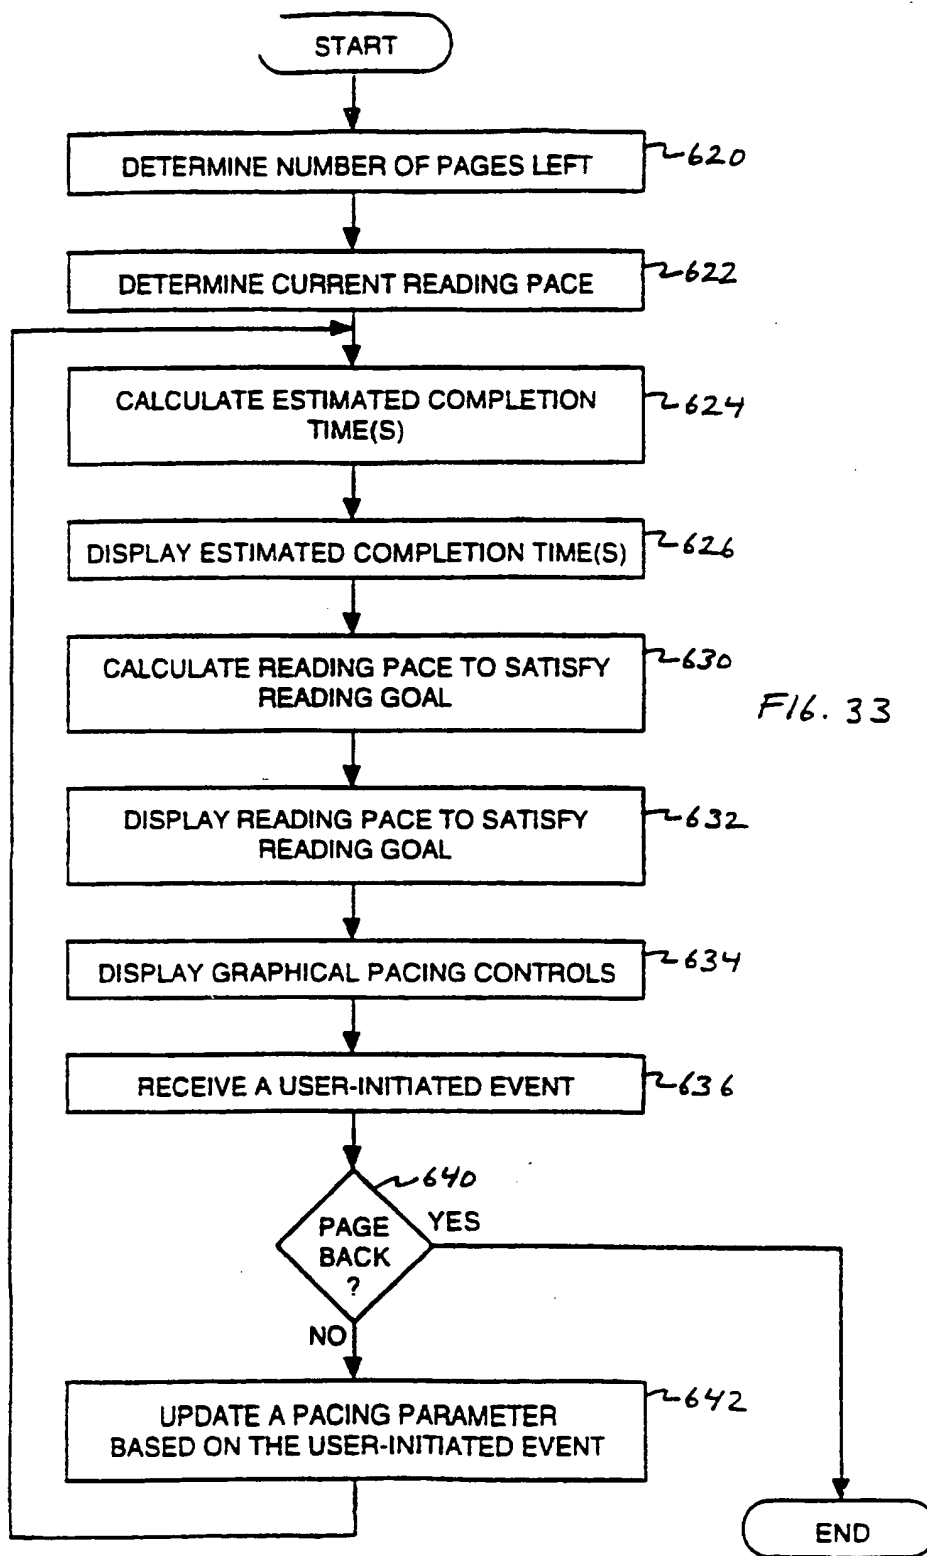 START
DETERMINE NUMBER OF PAGES LEFT
620
DETERMINE CURRENT READING PACE
622
CALCULATE ESTIMATED COMPLETION
TIME(S)
624
DISPLAY ESTIMATED COMPLETION TIME(S)
626
CALCULATE READING PACE TO SATISFY
READING GOAL
630
FIG. 33
DISPLAY READING PACE TO SATISFY
READING GOAL
632
DISPLAY GRAPHICAL PACING CONTROLS
634
RECEIVE A USER-INITIATED EVENT
636
640
PAGE
BACK
?
YES
NO
UPDATE A PACING PARAMETER
BASED ON THE USER-INITIATED EVENT
642
END